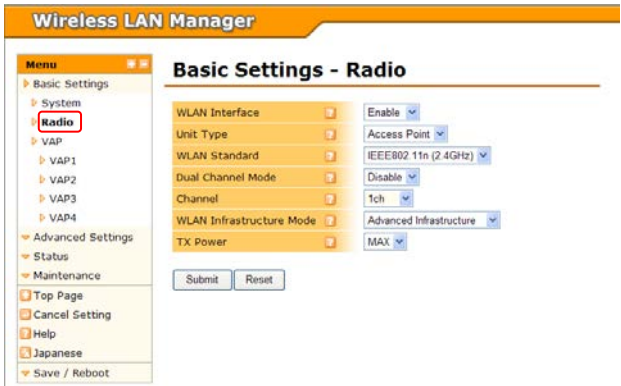 Wireless LAN Manager
Menu
Basic Settings
System
Radio
VAP
VAP1
VAP2
VAP3
VAP4
Advanced Settings
Status
Maintenance
Top Page
Cancel Setting
Help
Japanese
Save / Reboot
Basic Settings - Radio
WLAN Interface ? Enable
Unit Type ? Access Point
WLAN Standard ? IEEE802.11n (2.4GHz)
Dual Channel Mode ? Disable
Channel ? 1ch
WLAN Infrastructure Mode ? Advanced Infrastructure
TX Power ? MAX
Submit Reset